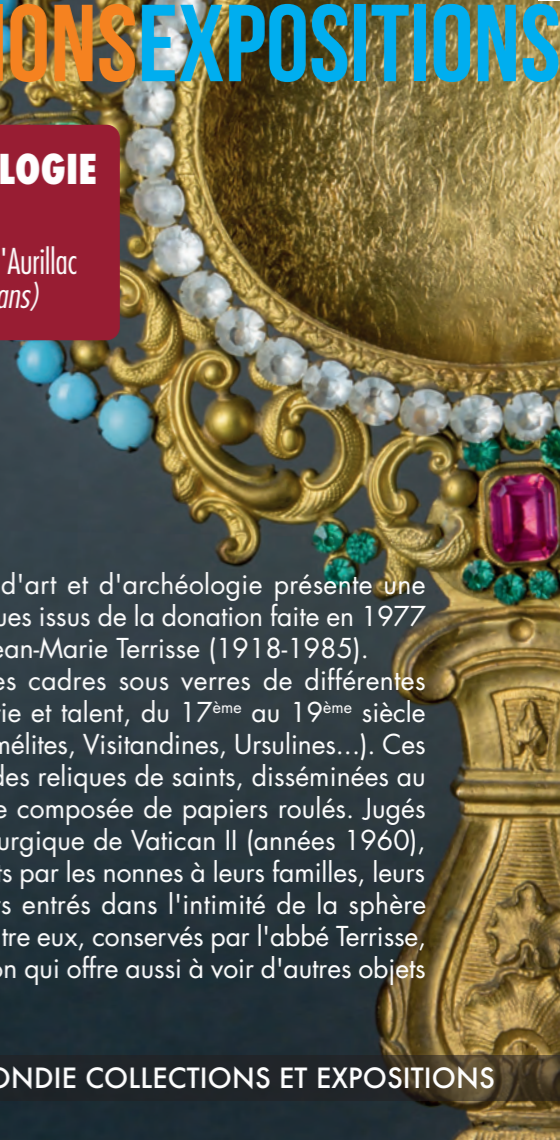 IONSEXPOSITIONS
LOGIE
'Aurillac
ans)
d'art et d'archéologie présente une
ues issus de la donation faite en 1977
ean-Marie Terrisse (1918-1985).
es cadres sous verres de différentes
ie et talent, du 17ème au 19ème siècle
mélites, Visitandines, Ursulines...). Ces
des reliques de saints, disséminées au
e composée de papiers roulés. Jugés
urgique de Vatican II (années 1960),
ts par les nonnes à leurs familles, leurs
rs entrés dans l'intimité de la sphère
tre eux, conservés par l'abbé Terrisse,
on qui offre aussi à voir d'autres objets
ONDIE COLLECTIONS ET EXPOSITIONS